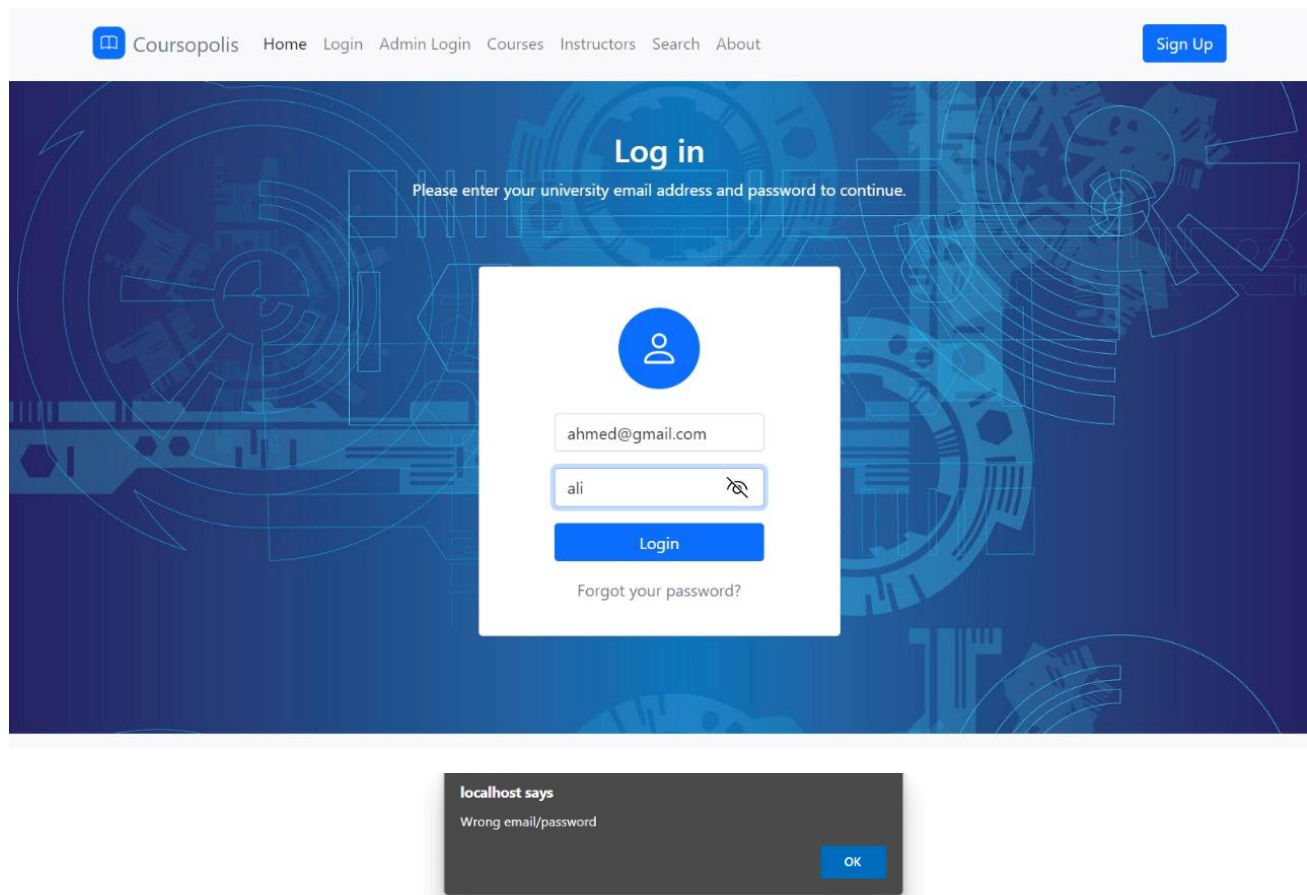 Coursopolis Home Login Admin Login Courses Instructors Search About Sign Up
Log in
Please enter your university email address and password to continue.
ahmed@gmail.com
ali
Login
Forgot your password?
localhost says
Wrong email/password
OK